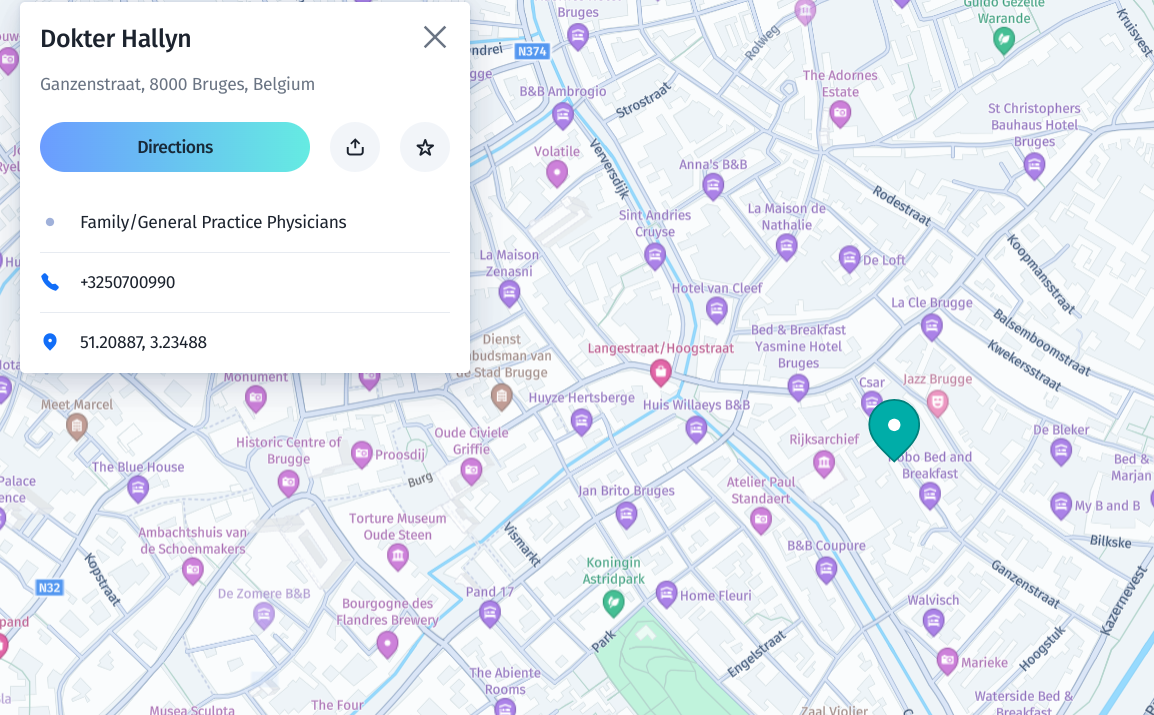 Dokter Hallyn
Ganzenstraat, 8000 Bruges, Belgium
Directions
Family/General Practice Physicians
+3250700990
51.20887, 3.23488
Bruges
N374
B&B Ambrogio
Strostraat
Rolweg
Guido Gezelle
Warande
Kruisvest
The Adornes
Estate
St Christophers
Bauhaus Hotel
Bruges
Volatile
Verversdijk
Anna's B&B
Rodestraat
Sint Andries
Cruyse
La Maison de
Nathalie
De Loft
Koopmansstraat
La Maison
Zenasni
Hotel van Cleef
La Cle Brugge
Balsemboomstraat
Kwekersstraat
Bed & Breakfast
Yasmine Hotel
Bruges
Langestraat/Hoogstraat
Dienst
Ombudsman van
de Stad Brugge
Monument
Meet Marcel
Huyze Hertsberge
Huis Willaeys B&B
Csar
Jazz Brugge
Historic Centre of
Brugge
Proosdij
Oude Civiele
Griffie
Rijksarchief
Bed and
Breakfast
De Bleker
The Blue House
Burg
Jan Brito Bruges
Atelier Paul
Standaert
Bed &
Marjan
My B and B
Palace
Ambachtshuis van
de Schoenmakers
Torture Museum
Oude Steen
Vismarkt
B&B Coupure
Bilkske
Kopstraat
N32
De Zomere B&B
Koningin
Astridpark
Ganzenstraat
Pand 17
Home Fleuri
Walvisch
Kazernevest
Bourgogne des
Flandres Brewery
Park
Engelstraat
Marieke
Hoogstuk
The Abiente
Rooms
Waterside Bed &
Breakfast
Musea Sculpta
The Four
Zaal Violier